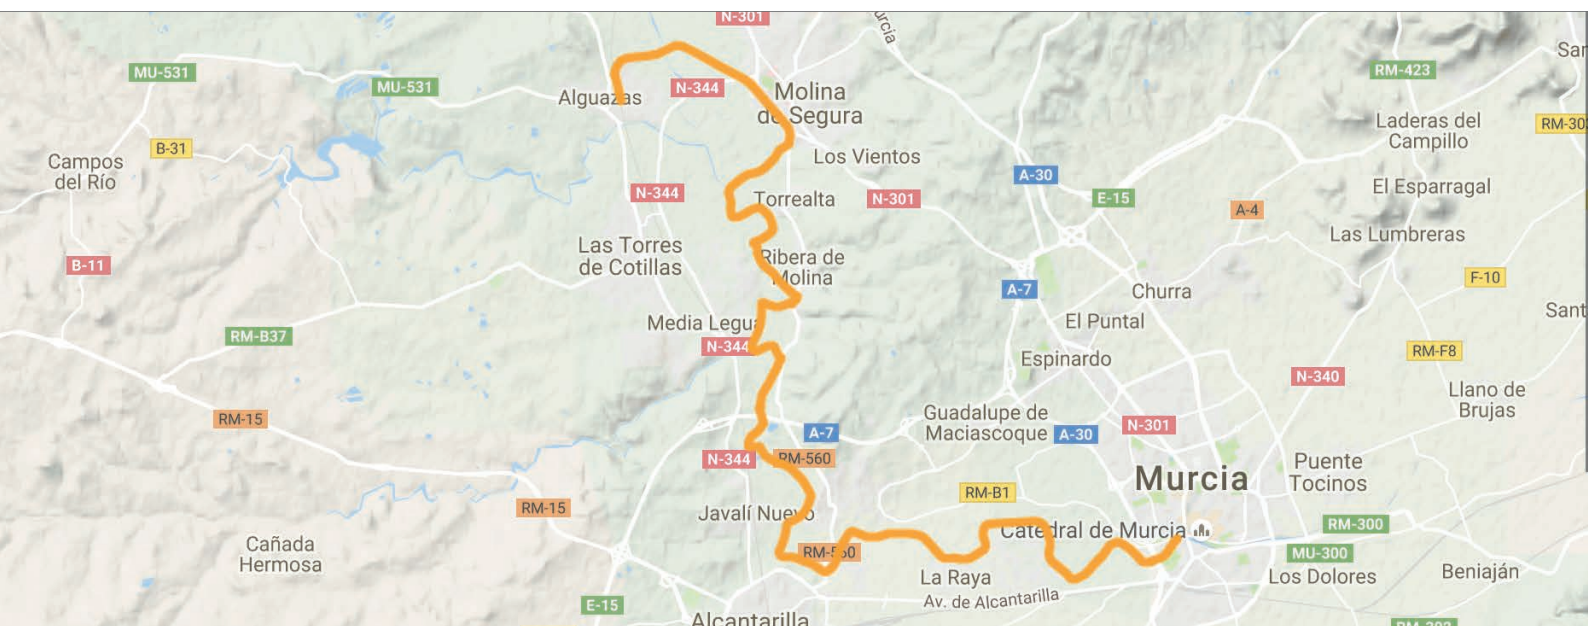 N-301
urcia
MU-531
MU-531
N-344
Alguazas
Molina
de Segura
RM-423
San
RM-30
Laderas del
Campillo
B-31
Campos
del Río
Los Vientos
A-30
N-344
Torrealta
N-301
E-15
El Esparragal
A-4
Las Lumbreras
B-11
Las Torres
de Cotillas
Ribera de
Molina
A-7
Churra
F-10
Sant
RM-B37
Media Legua
N-344
El Puntal
Espinardo
RM-F8
N-340
Llano de
Brujas
RM-15
Guadalupe de
Maciascoque
A-7
A-30
N-301
N-344
RM-560
Murcia
Puente
Tocinos
RM-15
RM-B1
Javalí Nuevo
Catedral de Murcia
RM-300
Cañada
Hermosa
RM-560
MU-300
La Raya
Los Dolores
Beniaján
E-15
Av. de Alcantarilla
Alcantarilla
RM-302